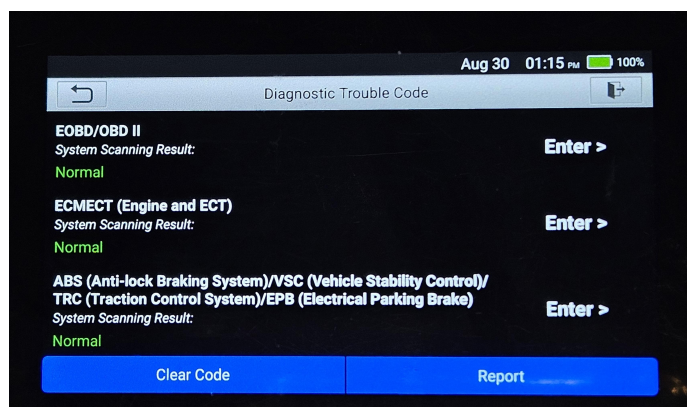 Aug 30 01:15 PM 100%
Diagnostic Trouble Code
EOBD/OBD II
System Scanning Result:
Enter >
Normal
ECMECT (Engine and ECT)
System Scanning Result:
Enter >
Normal
ABS (Anti-lock Braking System)/VSC (Vehicle Stability Control)/
TRC (Traction Control System)/EPB (Electrical Parking Brake)
System Scanning Result:
Enter >
Normal
Clear Code
Report